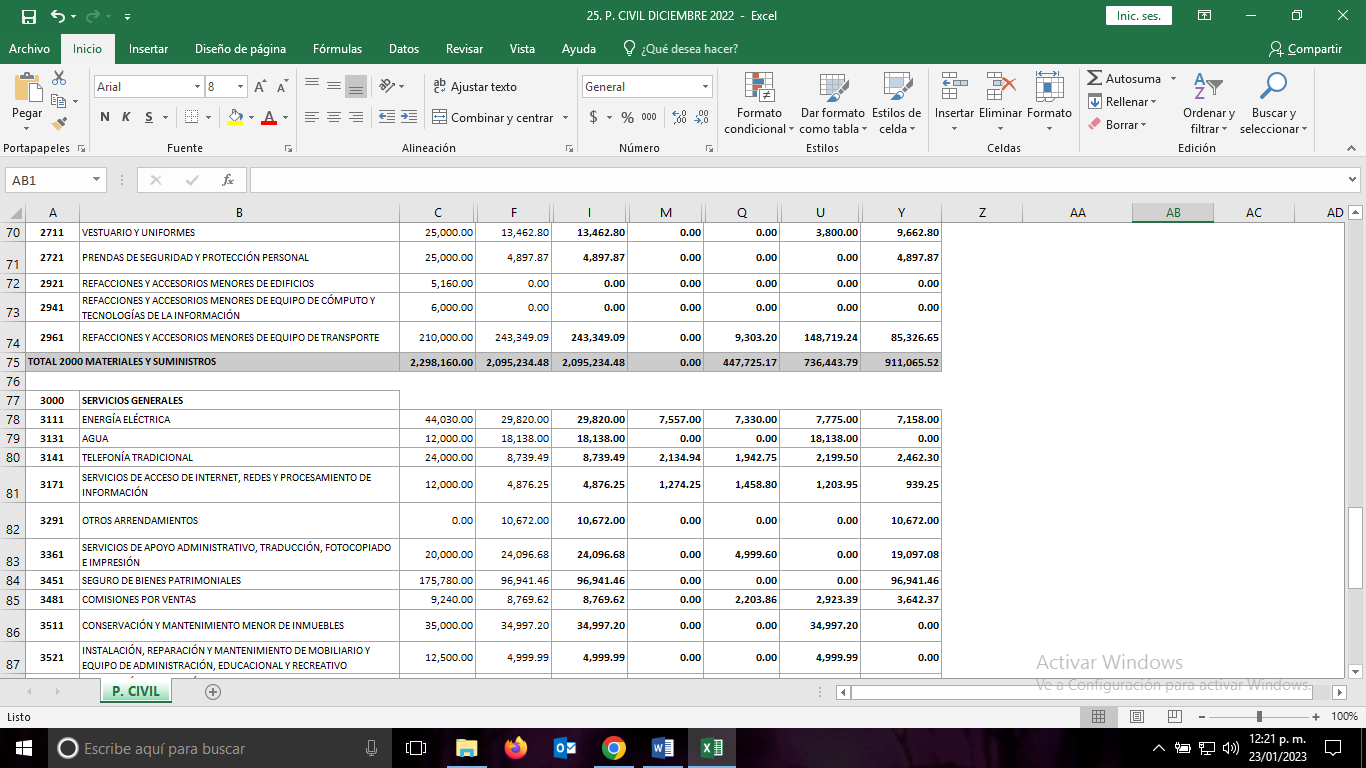 25. P. CIVIL DICIEMBRE 2022 - Excel
Inic. ses.
Archivo Inicio Insertar Diseño de página Fórmulas Datos Revisar Vista Ayuda ¿Qué desea hacer? Compartir
Pegar
Portapapeles
Arial 8 A A
N K S A
Fuente
ab Ajustar texto
Combinar y centrar
Alineación
General
$ % 000
Número
Formato condicional
Dar formato como tabla
Estilos de celda
Estilos
Insertar Eliminar Formato
Celdas
Autosuma
Rellenar
Borrar
Ordenar y filtrar
Buscar y seleccionar
Edición
AB1 fx
A B C F I M Q U Y Z AA AB AC AD
70 2711 VESTUARIO Y UNIFORMES 25,000.00 13,462.80 13,462.80 0.00 0.00 3,800.00 9,662.80
71 2721 PRENDAS DE SEGURIDAD Y PROTECCIÓN PERSONAL 25,000.00 4,897.87 4,897.87 0.00 0.00 0.00 4,897.87
72 2921 REFACCIONES Y ACCESORIOS MENORES DE EDIFICIOS 5,160.00 0.00 0.00 0.00 0.00 0.00 0.00
73 2941 REFACCIONES Y ACCESORIOS MENORES DE EQUIPO DE CÓMPUTO Y
TECNOLOGÍAS DE LA INFORMACIÓN 6,000.00 0.00 0.00 0.00 0.00 0.00 0.00
74 2961 REFACCIONES Y ACCESORIOS MENORES DE EQUIPO DE TRANSPORTE 210,000.00 243,349.09 243,349.09 0.00 9,303.20 148,719.24 85,326.65
75 TOTAL 2000 MATERIALES Y SUMINISTROS 2,298,160.00 2,095,234.48 2,095,234.48 0.00 447,725.17 736,443.79 911,065.52
76
77 3000 SERVICIOS GENERALES
78 3111 ENERGÍA ELÉCTRICA 44,030.00 29,820.00 29,820.00 7,557.00 7,330.00 7,775.00 7,158.00
79 3131 AGUA 12,000.00 18,138.00 18,138.00 0.00 0.00 18,138.00 0.00
80 3141 TELEFONÍA TRADICIONAL 24,000.00 8,739.49 8,739.49 2,134.94 1,942.75 2,199.50 2,462.30
81 3171 SERVICIOS DE ACCESO DE INTERNET, REDES Y PROCESAMIENTO DE
INFORMACIÓN 12,000.00 4,876.25 4,876.25 1,274.25 1,458.80 1,203.95 939.25
82 3291 OTROS ARRENDAMIENTOS 0.00 10,672.00 10,672.00 0.00 0.00 0.00 10,672.00
83 3361 SERVICIOS DE APOYO ADMINISTRATIVO, TRADUCCIÓN, FOTOCOPIADO
E IMPRESIÓN 20,000.00 24,096.68 24,096.68 0.00 4,999.60 0.00 19,097.08
84 3451 SEGURO DE BIENES PATRIMONIALES 175,780.00 96,941.46 96,941.46 0.00 0.00 0.00 96,941.46
85 3481 COMISIONES POR VENTAS 9,240.00 8,769.62 8,769.62 0.00 2,203.86 2,923.39 3,642.37
86 3511 CONSERVACIÓN Y MANTENIMIENTO MENOR DE INMUEBLES 35,000.00 34,997.20 34,997.20 0.00 0.00 34,997.20 0.00
87 3521 INSTALACIÓN, REPARACIÓN Y MANTENIMIENTO DE MOBILIARIO Y
EQUIPO DE ADMINISTRACIÓN, EDUCACIONAL Y RECREATIVO 12,500.00 4,999.99 4,999.99 0.00 0.00 4,999.99 0.00
Activar Windows
Ve a Configuración para activar Windows.
P. CIVIL
Listo
100%
Escribe aquí para buscar
12:21 p. m.
23/01/2023